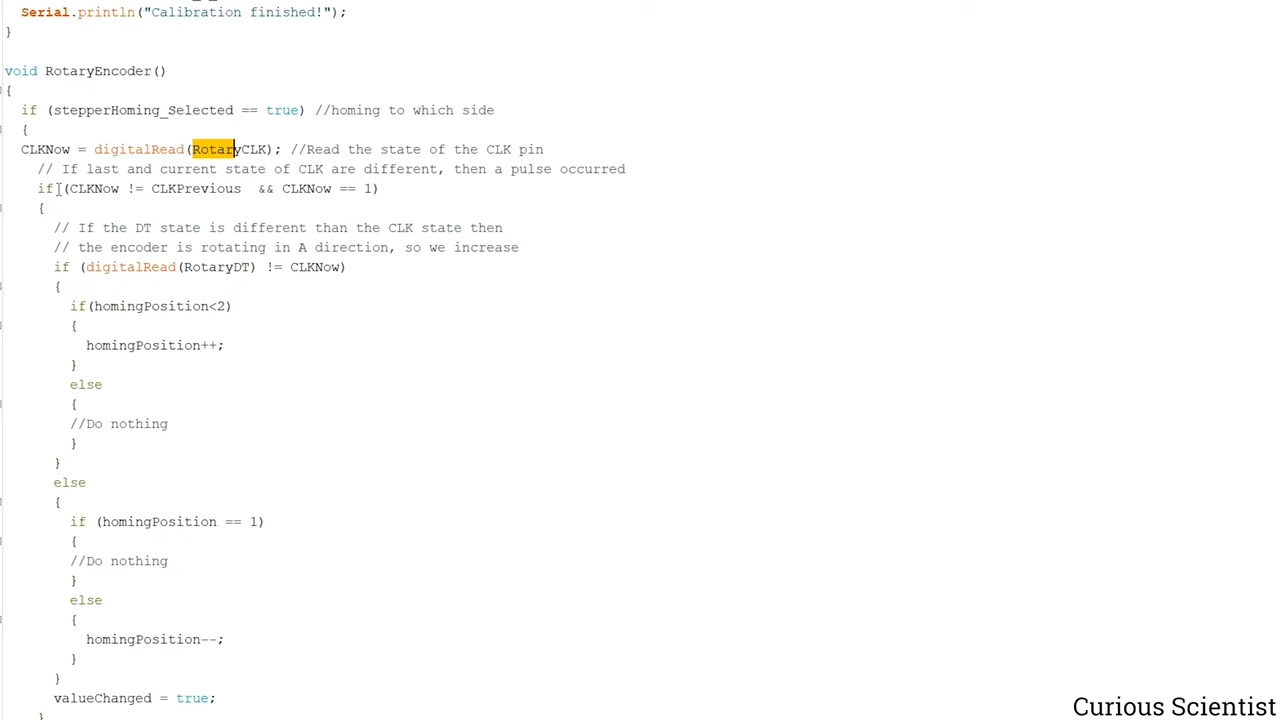 Serial.println("Calibration finished!");
}
void RotaryEncoder()
{
if (stepperHoming_Selected == true) //homing to which side
{
CLKNow = digitalRead(RotaryCLK); //Read the state of the CLK pin
// If last and current state of CLK are different, then a pulse occurred
if (CLKNow != CLKPrevious  && CLKNow == 1)
{
// If the DT state is different than the CLK state then
// the encoder is rotating in A direction, so we increase
if (digitalRead(RotaryDT) != CLKNow)
{
if(homingPosition<2)
{
homingPosition++;
}
else
{
//Do nothing
}
}
else
{
if (homingPosition == 1)
{
//Do nothing
}
else
{
homingPosition--;
}
}
valueChanged = true;
}
Curious Scientist